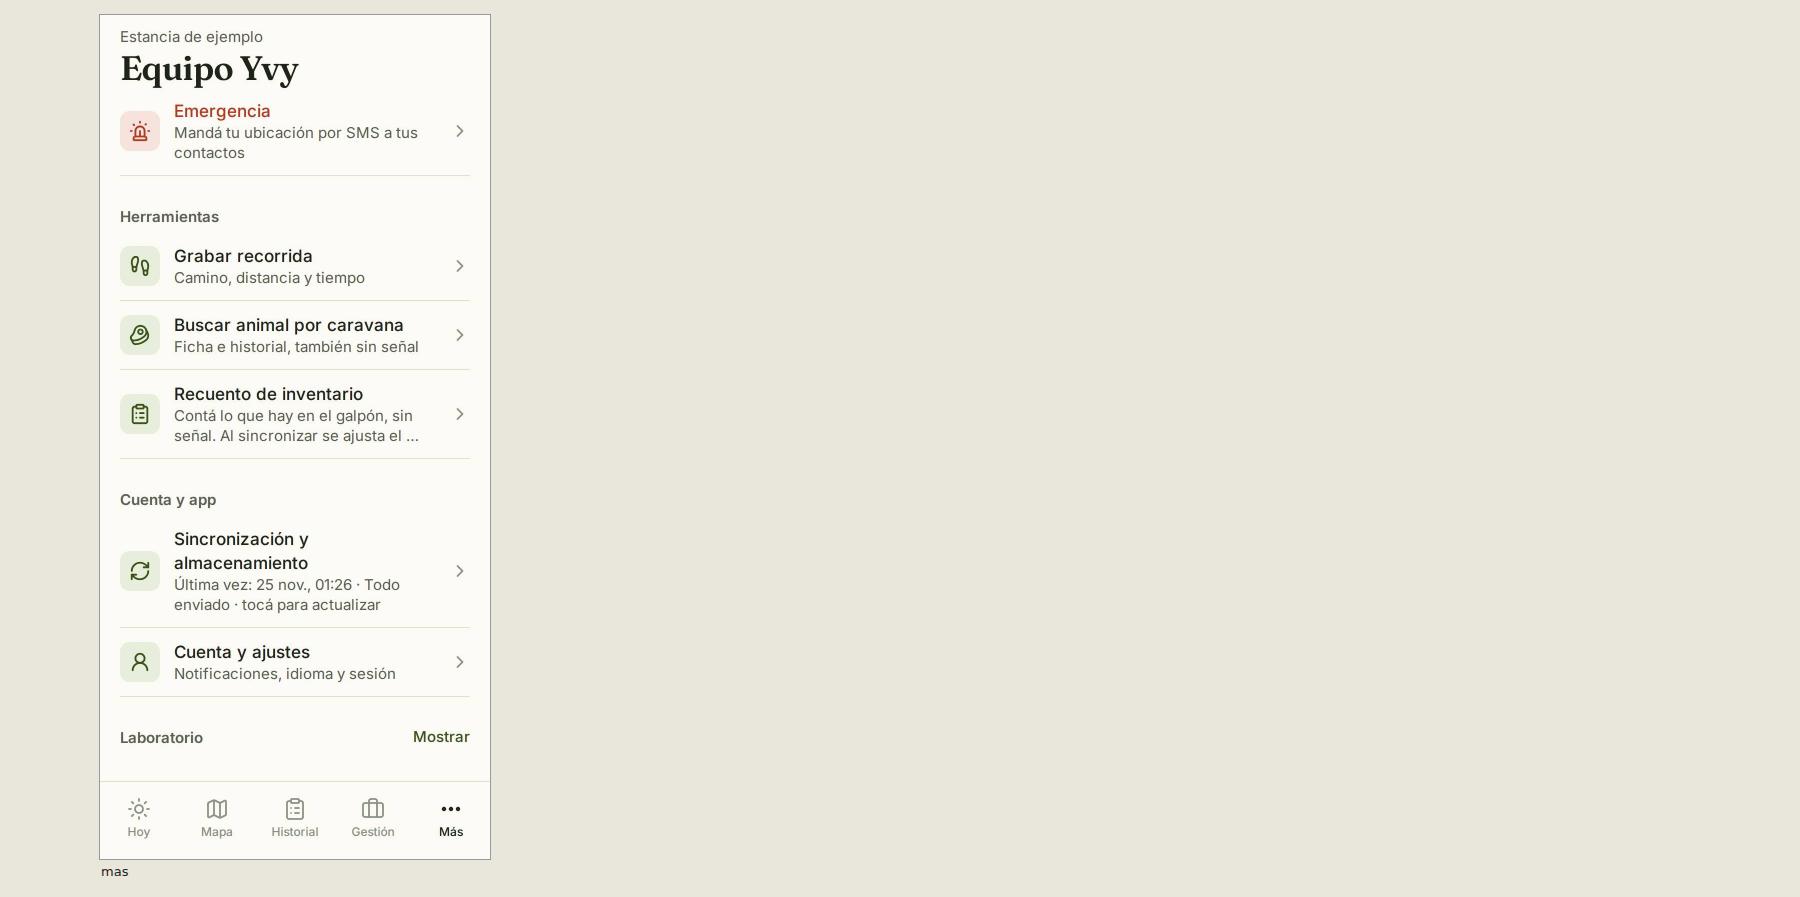 Estancia de ejemplo
Equipo Yvy
Emergencia
Mandá tu ubicación por SMS a tus
contactos
Herramientas
Grabar recorrida
Camino, distancia y tiempo
Buscar animal por caravana
Ficha e historial, también sin señal
Recuento de inventario
Contá lo que hay en el galpón, sin
señal. Al sincronizar se ajusta el ...
Cuenta y app
Sincronización y
almacenamiento
Última vez: 25 nov., 01:26 · Todo
enviado · tocá para actualizar
Cuenta y ajustes
Notificaciones, idioma y sesión
Laboratorio Mostrar
Hoy Mapa Historial Gestión Más
mas